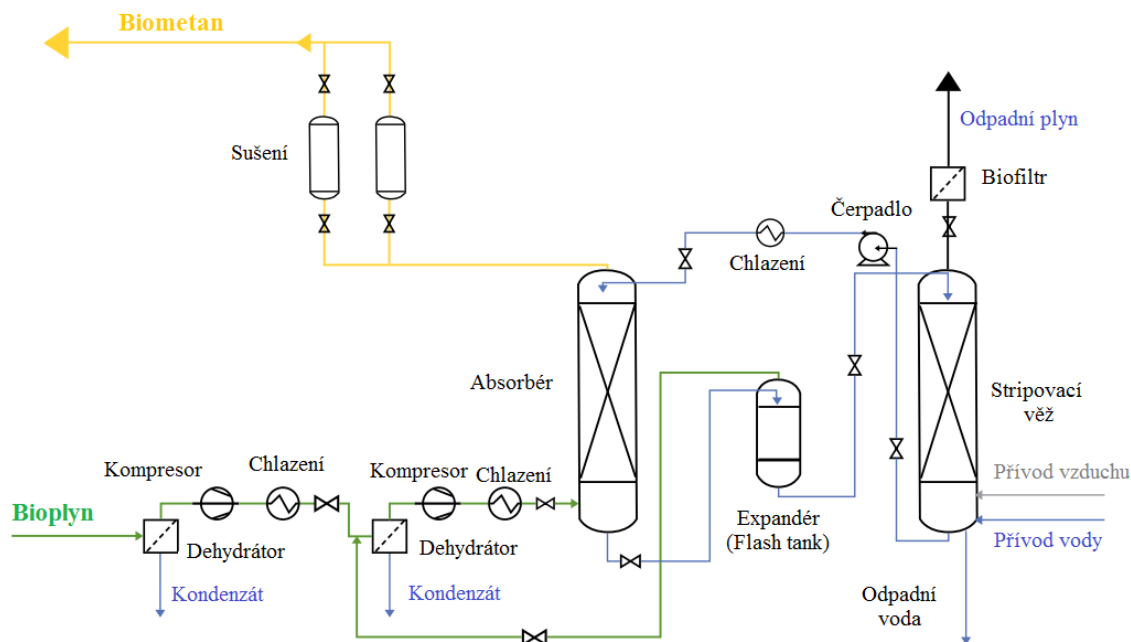 Biometan
Odpadní plyn
Sušení
Biofiltr
Čerpadlo
Chlazení
Absorbér
Stripovací
věž
Kompresor
Chlazení
Kompresor
Chlazení
Přívod vzduchu
Bioplyn
Expandér
(Flash tank)
Dehydrátor
Dehydrátor
Přívod vody
Kondenzát
Kondenzát
Odpadní
voda